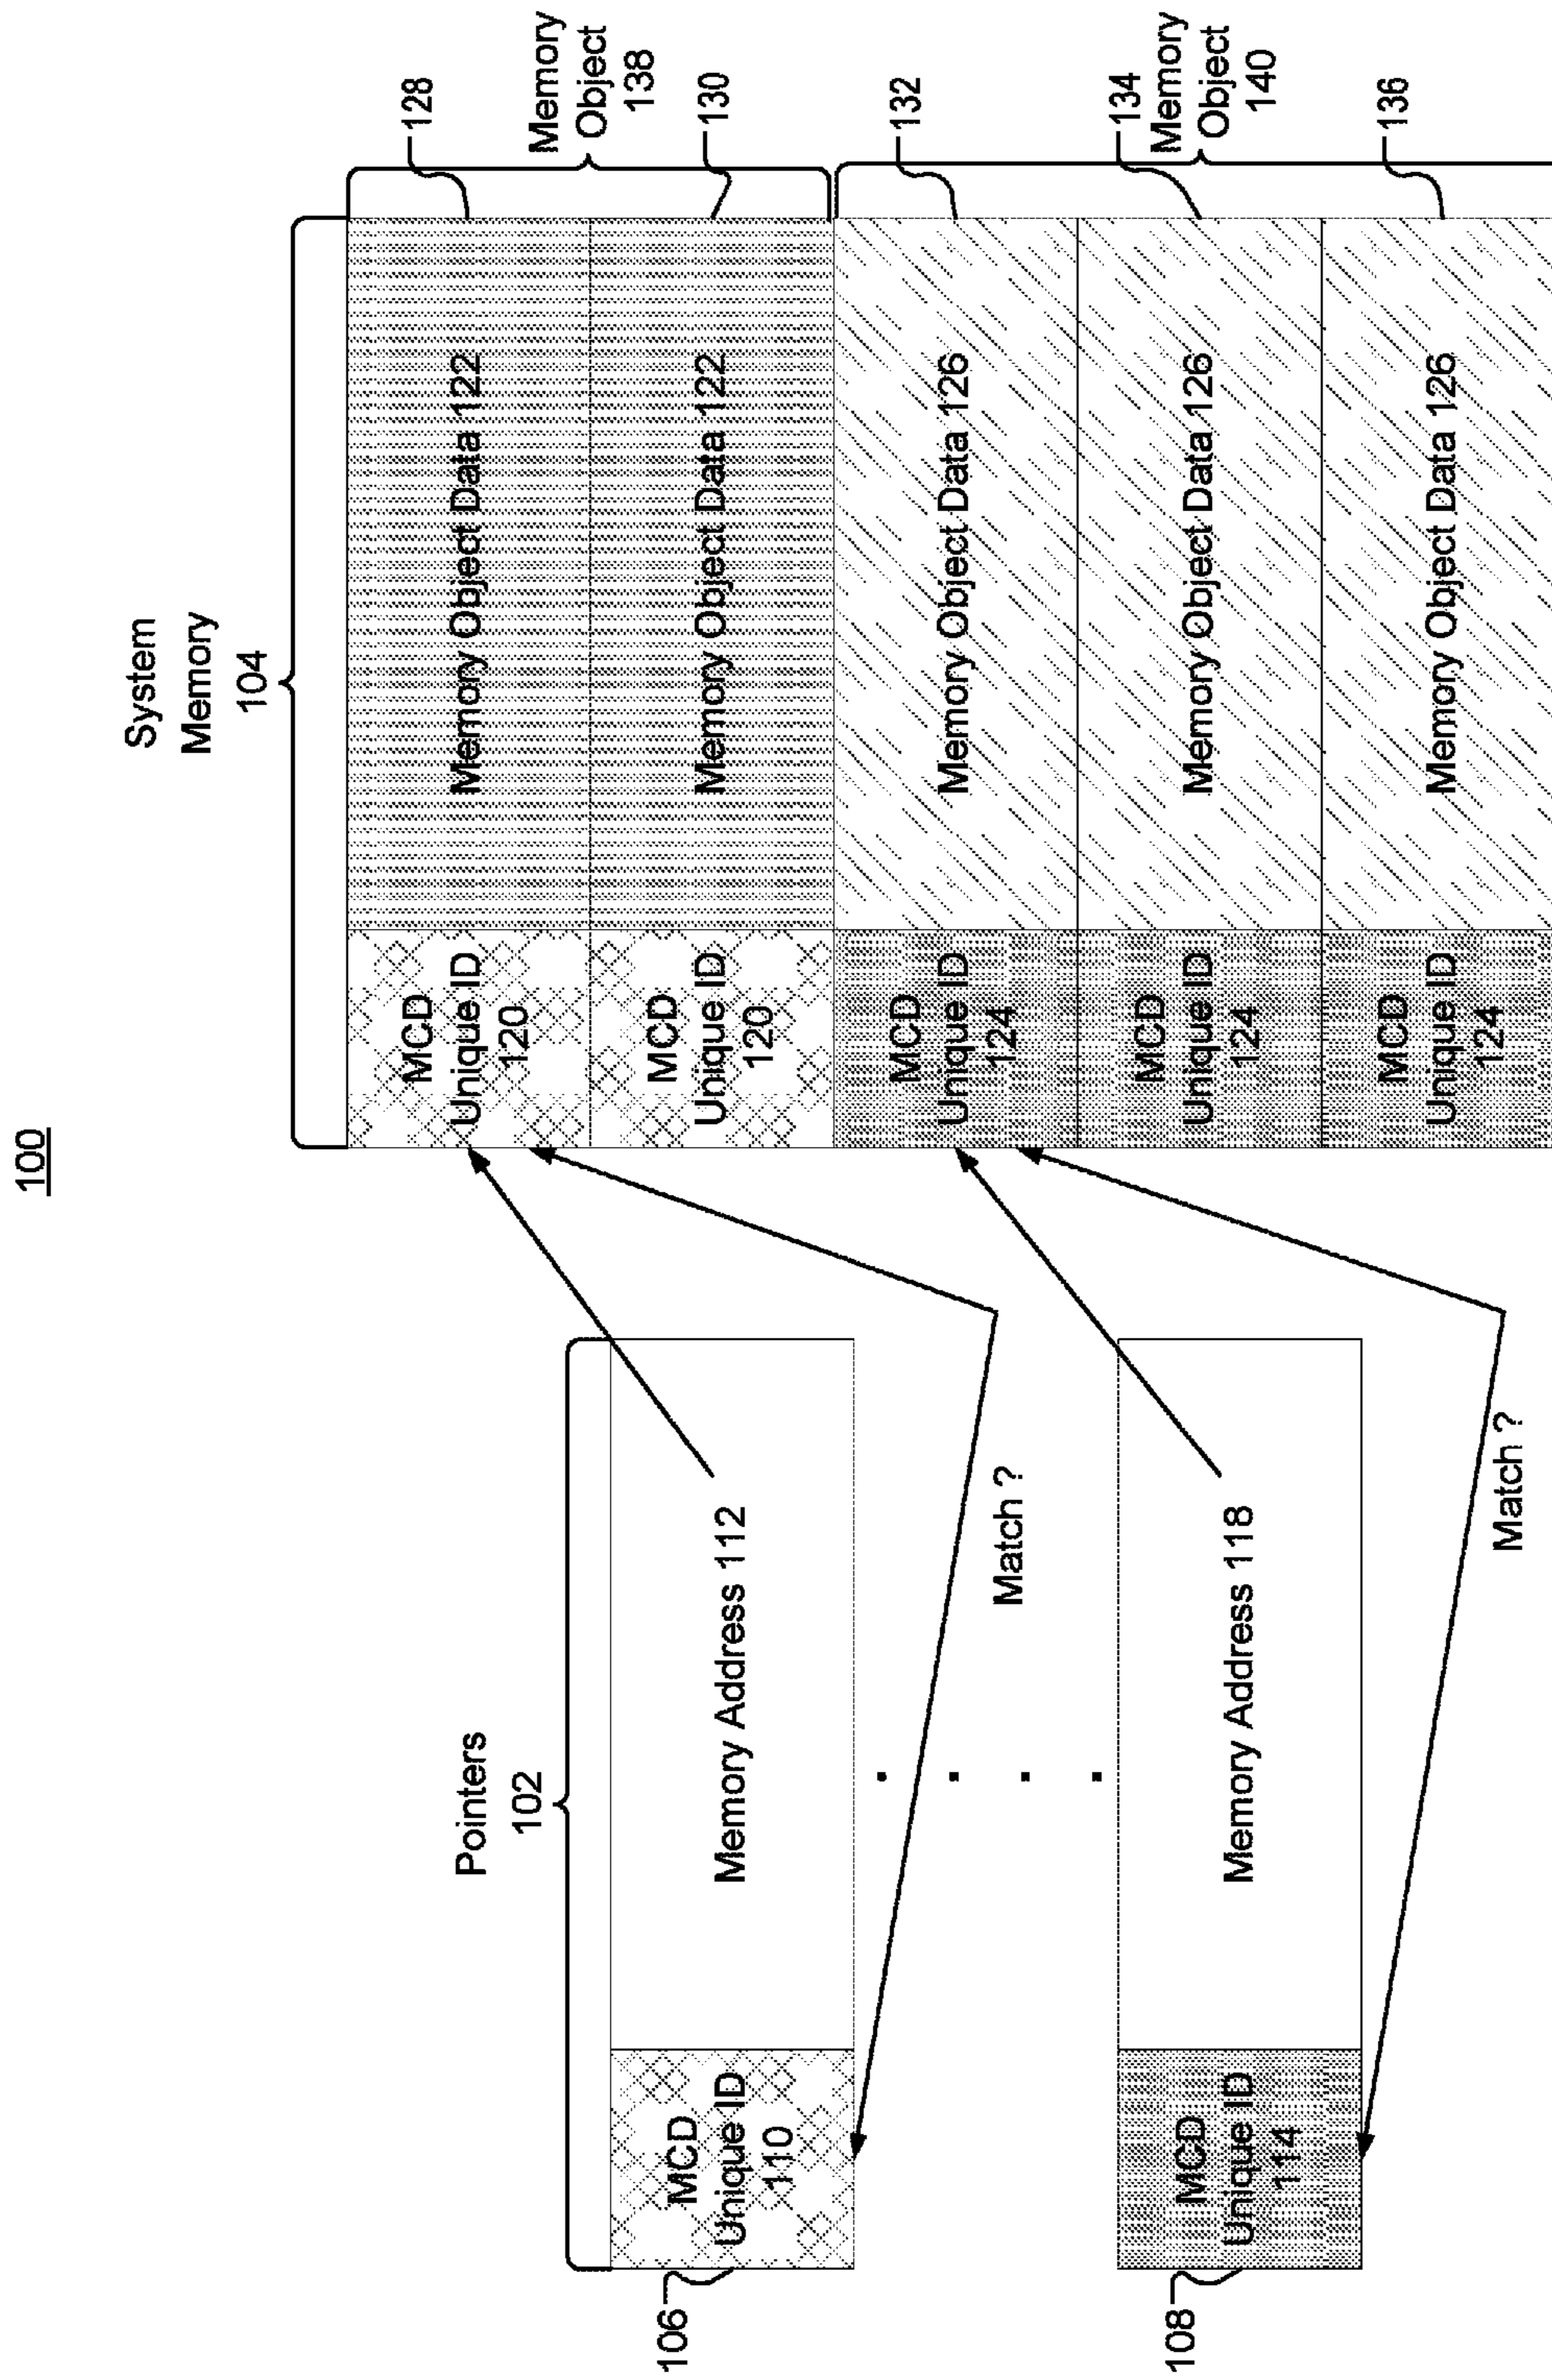 100
Pointers
102
106
MCD
Unique ID
110
Memory Address 112
Match ?
108
MCD
Unique ID
114
Memory Address 118
Match ?
System
Memory
104
MCD
Unique ID
120
Memory Object Data 122
128
MCD
Unique ID
120
Memory Object Data 122
130
Memory
Object
138
MCD
Unique ID
124
Memory Object Data 126
132
MCD
Unique ID
124
Memory Object Data 126
134
MCD
Unique ID
124
Memory Object Data 126
136
Memory
Object
140